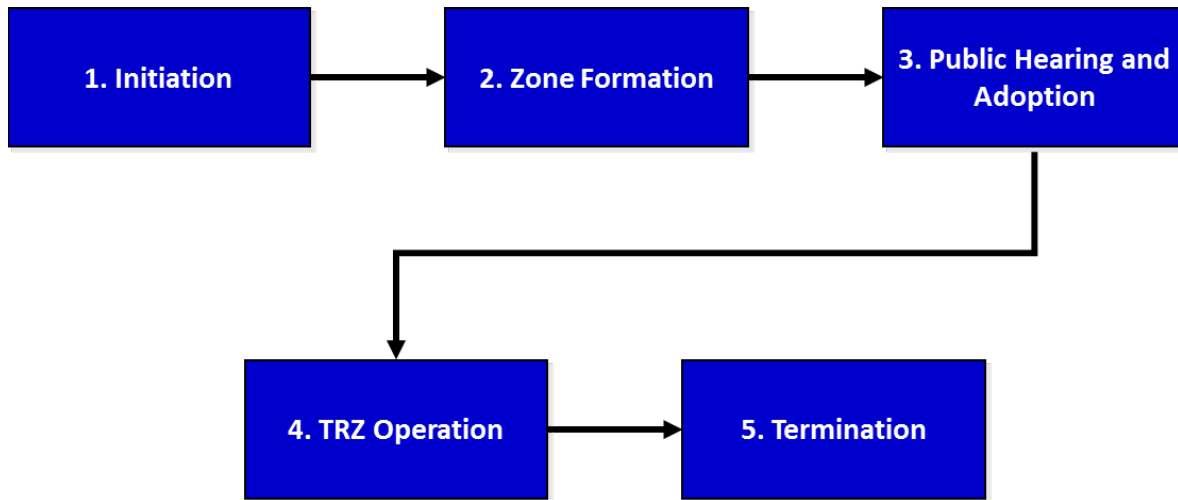 1. Initiation
2. Zone Formation
3. Public Hearing and
Adoption
4. TRZ Operation
5. Termination